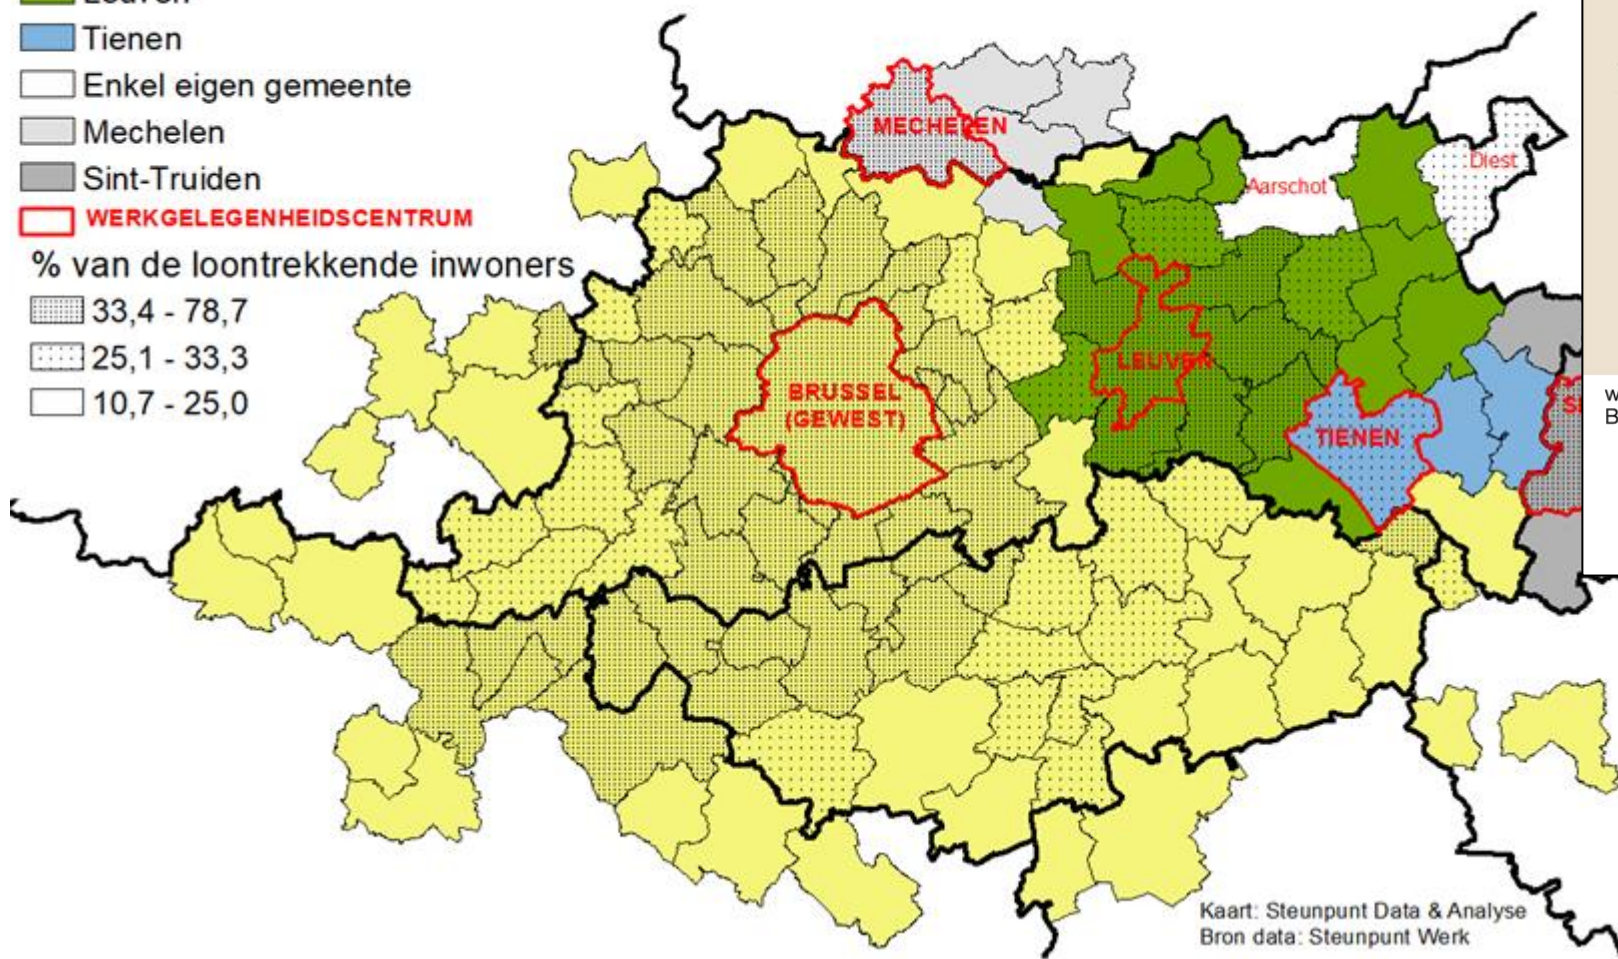 Tienen
Enkel eigen gemeente
Mechelen
Sint-Truiden
WERKGELEGENHEIDSCENTRUM
% van de loontrekkende inwoners
33,4 - 78,7
25,1 - 33,3
10,7 - 25,0
MECHELEN
Diest
Aarschot
LEUVEN
BRUSSEL
(GEWEST)
TIENEN
Kaart: Steunpunt Data & Analyse
Bron data: Steunpunt Werk